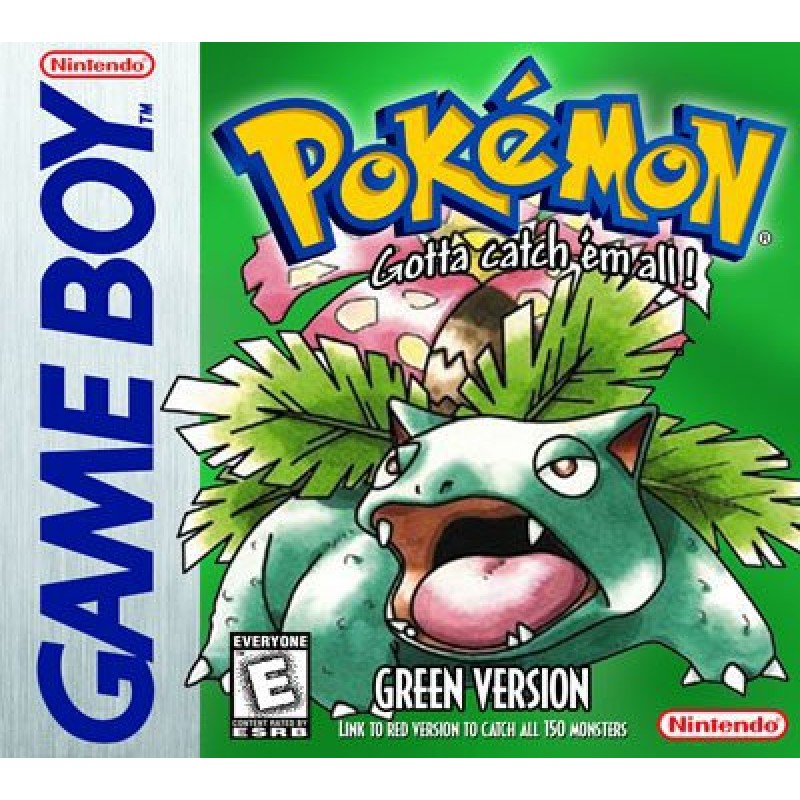 Nintendo®
GAME BOY™
POKéMON®
Gotta catch 'em all!
EVERYONE
E
CONTENT RATED BY
ESRB
GREEN VERSION
LINK TO RED VERSION TO CATCH ALL 150 MONSTERS
Nintendo®